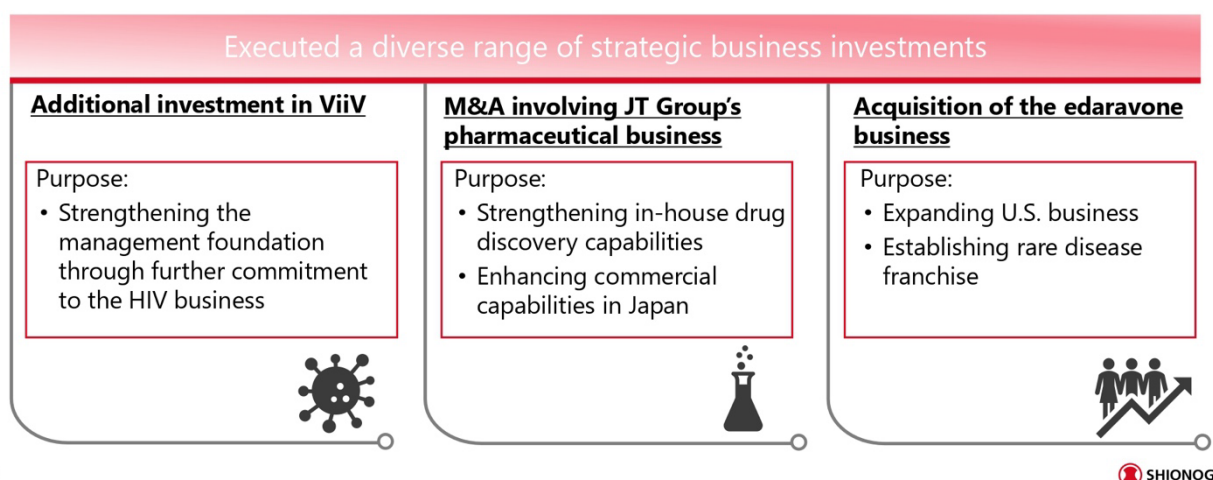 Executed a diverse range of strategic business investments
Additional investment in ViiV
Purpose:
• Strengthening the
management foundation
through further commitment
to the HIV business
M&A involving JT Group’s
pharmaceutical business
Purpose:
• Strengthening in-house drug
discovery capabilities
• Enhancing commercial
capabilities in Japan
Acquisition of the edaravone
business
Purpose:
• Expanding U.S. business
• Establishing rare disease
franchise
SHIONOG